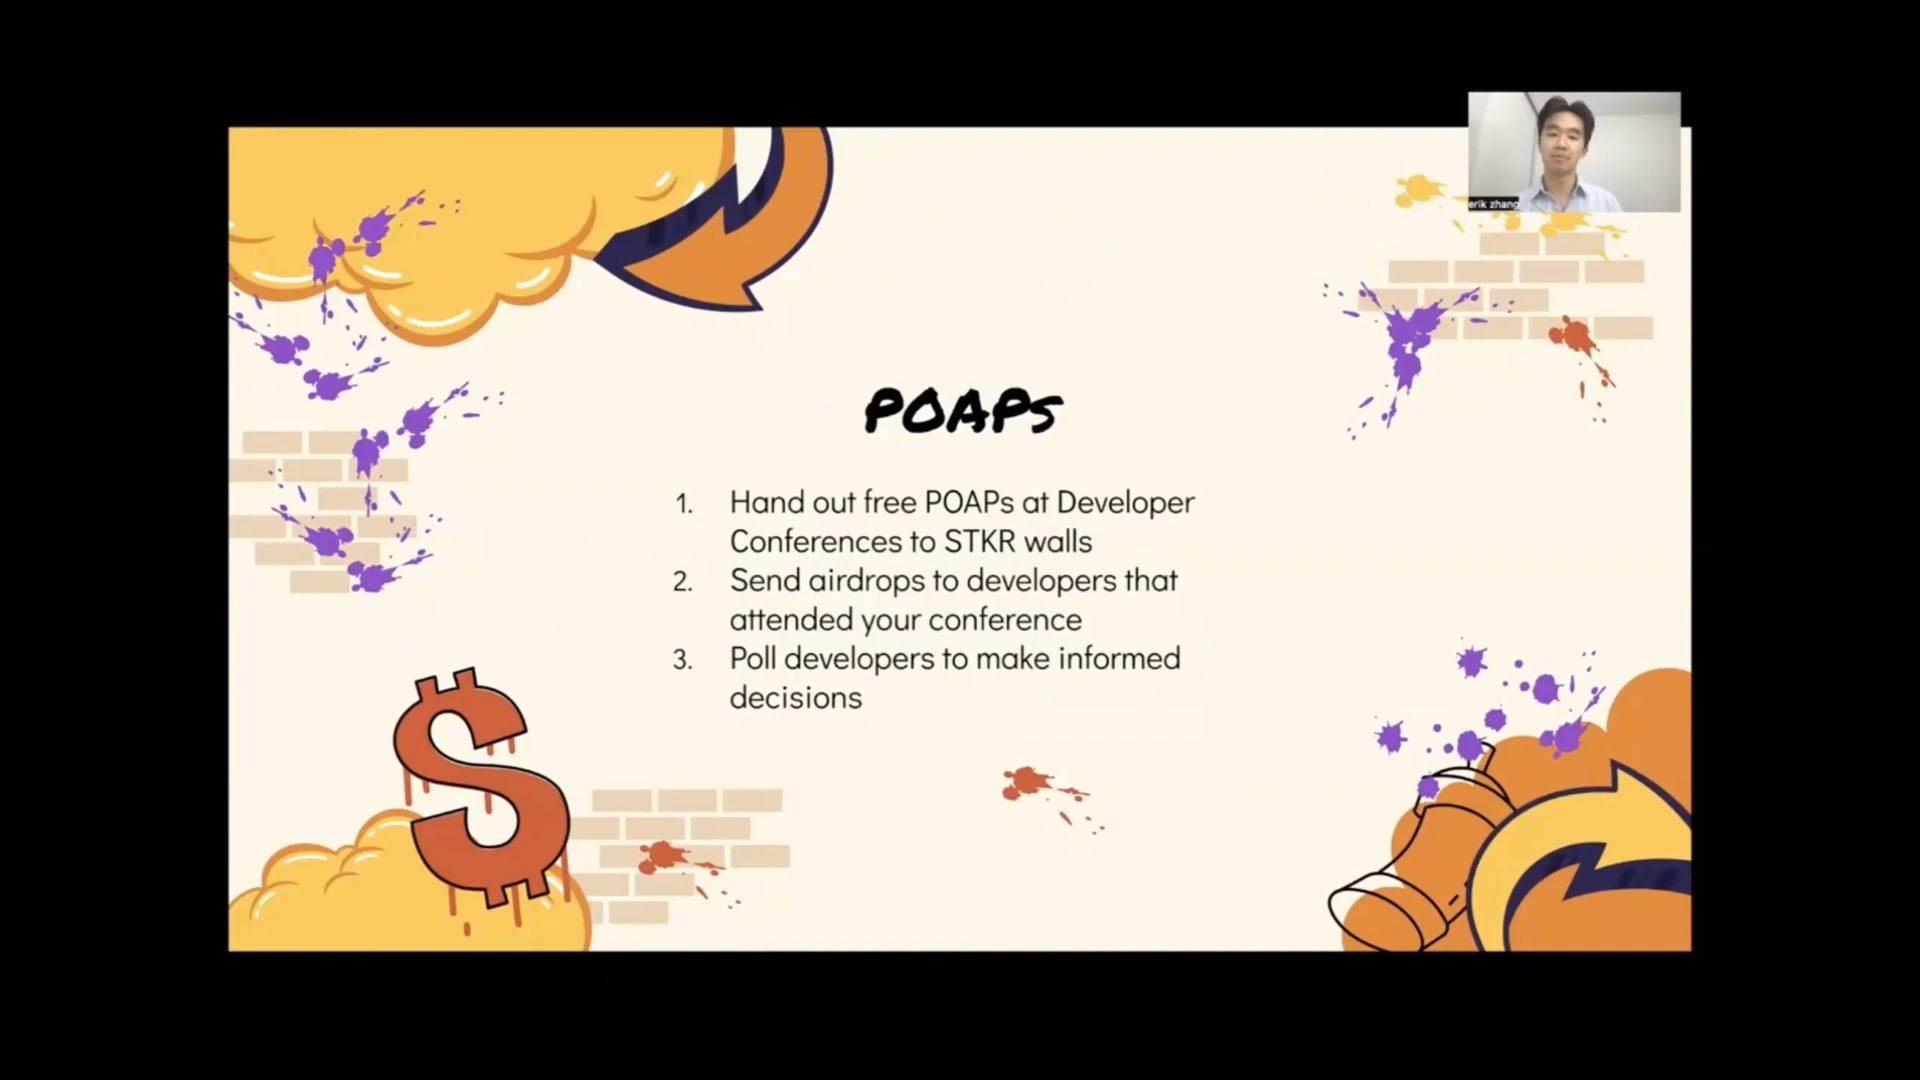 erik zhang
POAPs
1. Hand out free POAPs at Developer
Conferences to STKR walls
2. Send airdrops to developers that
attended your conference
3. Poll developers to make informed
decisions